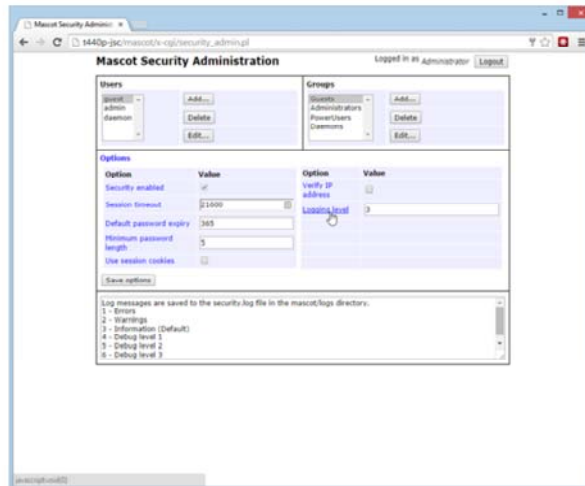 Mascot Security Administ
t440p-jsc/mascot/x-cgi/security_admin.pl
Mascot Security Administration
Logged in as Administrator Logout
Users
guest
admin
daemon
Add...
Delete
Edit...
Groups
Guests
Administrators
PowerUsers
Daemons
Add...
Delete
Edit...
Options
Option Value
Security enabled
Session timeout 21600
Default password expiry 365
Minimum password
length 5
Use session cookies
Option Value
Verify IP
address
Logging level 3
Save options
Log messages are saved to the security.log file in the mascot/logs directory.
1 - Errors
2 - Warnings
3 - Information (Default)
4 - Debug level 1
5 - Debug level 2
6 - Debug level 3
javascript:void(0)